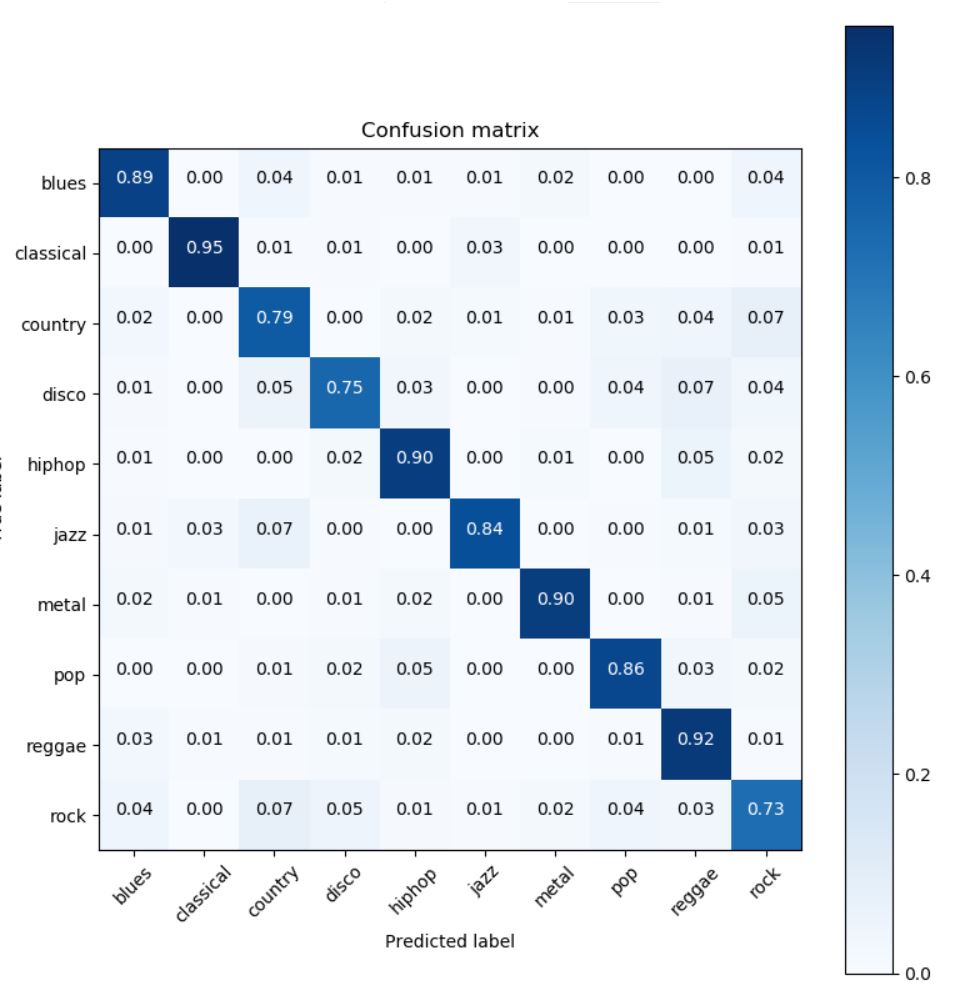 Confusion matrix
blues 0.89 0.00 0.04 0.01 0.01 0.01 0.02 0.00 0.00 0.04
classical 0.00 0.95 0.01 0.01 0.00 0.03 0.00 0.00 0.00 0.01
country 0.02 0.00 0.79 0.00 0.02 0.01 0.01 0.03 0.04 0.07
disco 0.01 0.00 0.05 0.75 0.03 0.00 0.00 0.04 0.07 0.04
hiphop 0.01 0.00 0.00 0.02 0.90 0.00 0.01 0.00 0.05 0.02
jazz 0.01 0.03 0.07 0.00 0.00 0.84 0.00 0.00 0.01 0.03
metal 0.02 0.01 0.00 0.01 0.02 0.00 0.90 0.00 0.01 0.05
pop 0.00 0.00 0.01 0.02 0.05 0.00 0.00 0.86 0.03 0.02
reggae 0.03 0.01 0.01 0.01 0.02 0.00 0.00 0.01 0.92 0.01
rock 0.04 0.00 0.07 0.05 0.01 0.01 0.02 0.04 0.03 0.73
blues classical country disco hiphop jazz metal pop reggae rock
Predicted label
0.8
0.6
0.4
0.2
0.0